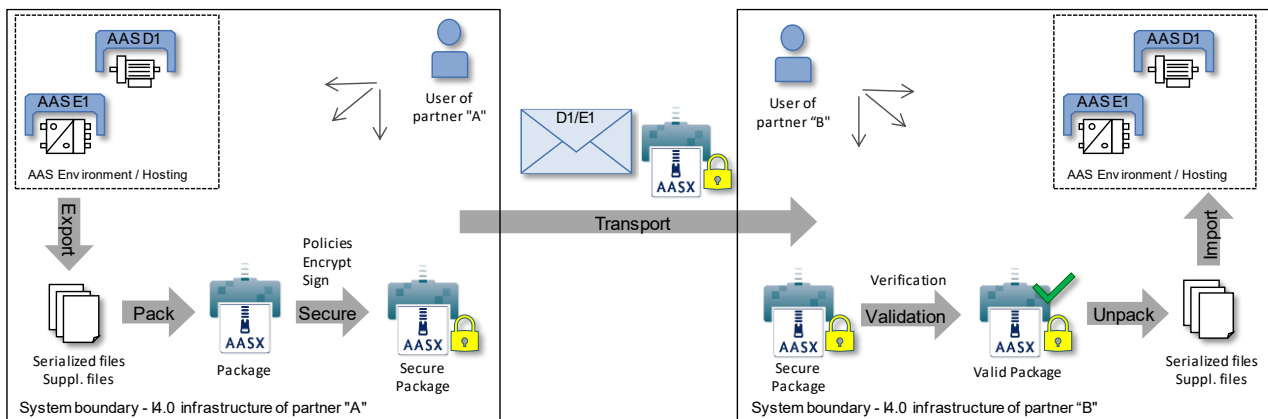 AAS D1
AAS E1
AAS Environment / Hosting
User of
partner "A"
Export
Serialized files
Suppl. files
Pack
AASX
Package
Policies
Encrypt
Sign
Secure
AASX
Secure
Package
System boundary - I4.0 infrastructure of partner "A"
D1/E1
AASX
Transport
User of
partner “B”
AAS D1
AAS E1
AAS Environment / Hosting
AASX
Secure
Package
Verification
Validation
AASX
Valid Package
Unpack
Import
Serialized files
Suppl. files
System boundary - I4.0 infrastructure of partner “B”